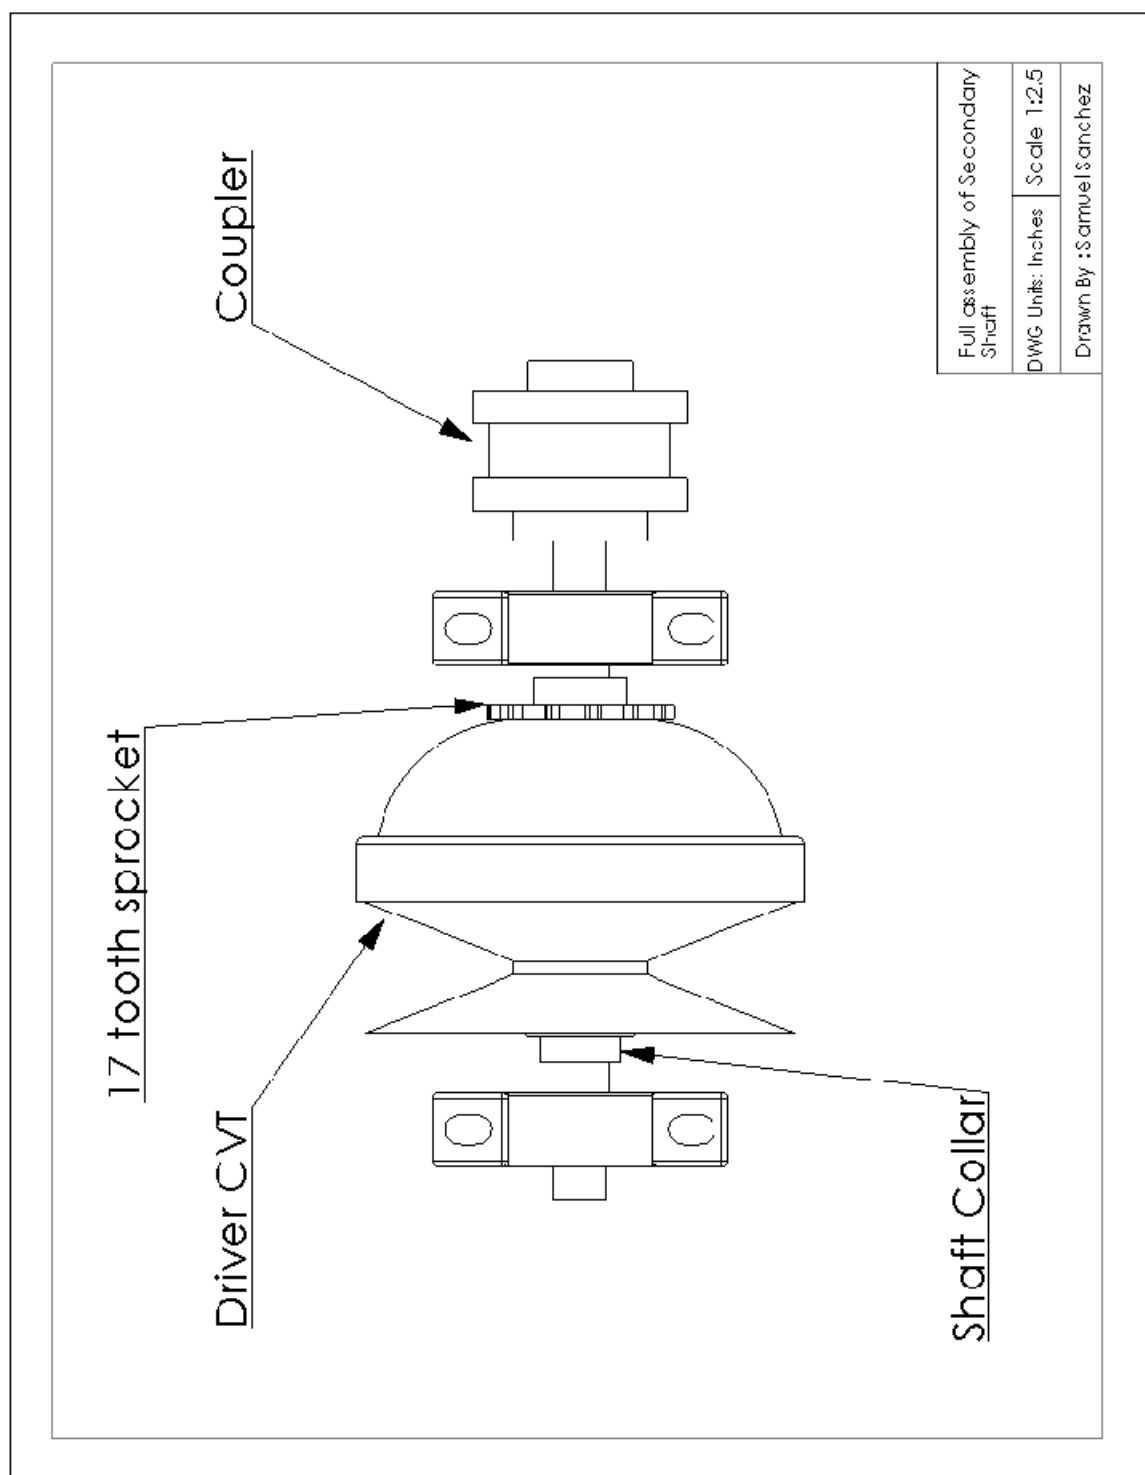 17 tooth sprocket
Driver CVT
Coupler
Shaft Collar
Full assembly of Secondary
Shaft
DWG Units: Inches
Scale 1:2.5
Drawn By :Samuel Sanchez